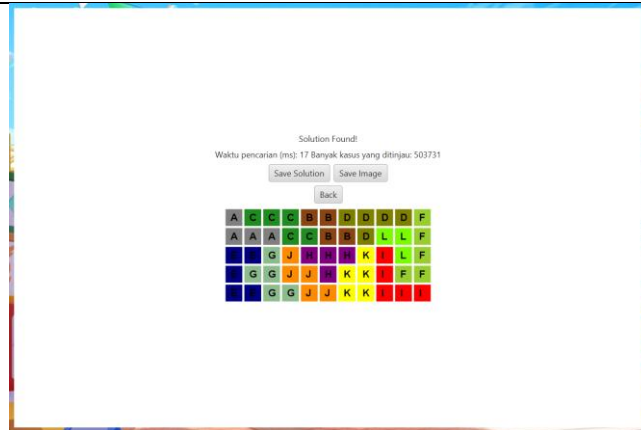 Solution Found!
Waktu pencarian (ms): 17 Banyak kasus yang ditinjau: 503731
Save Solution Save Image
Back
A C C C B B D D D D F
A A A C C B B D L L F
E E G J H H H K I L F
E G G J J H K K I F F
E E G G J J K K I I I